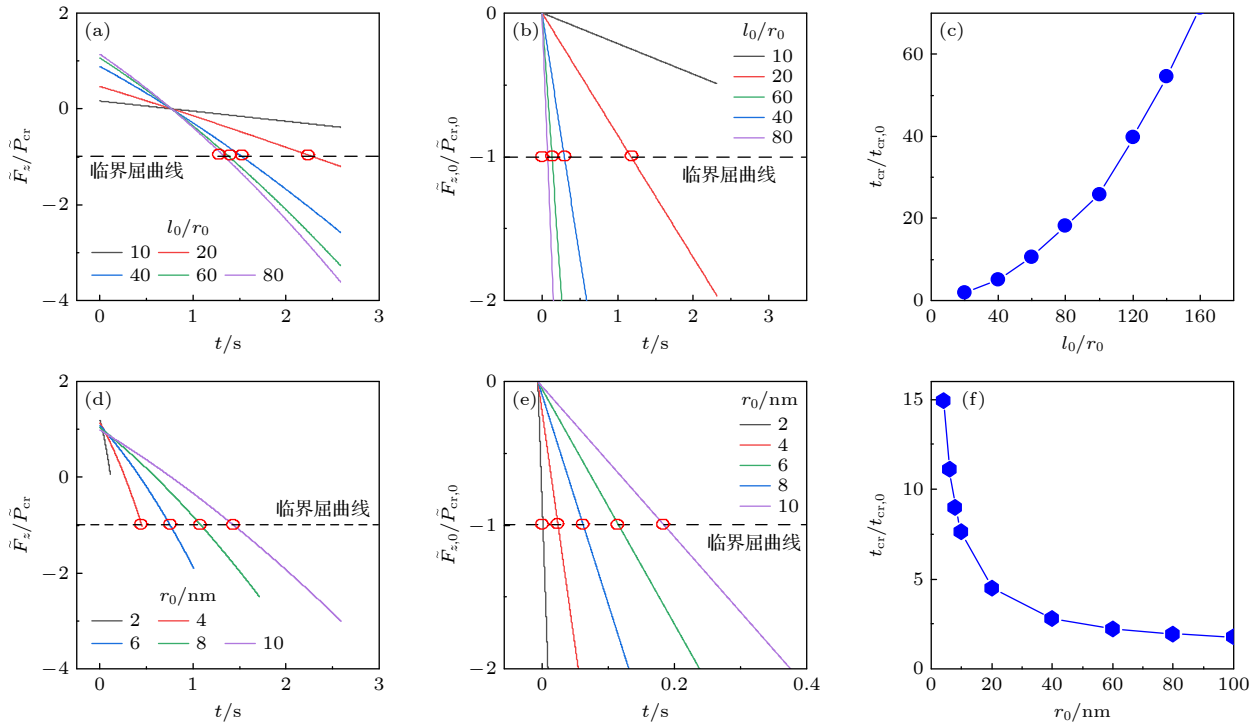 (a)
2
0
−2
−4
F̃z/P̃cr
临界屈曲线
l0/r0
10 20
40 60 80
0 1 2 3
t/s
(b)
0
−1
−2
F̃z,0/P̃cr,0
l0/r0
10
20
60
40
80
临界屈曲线
0 1 2 3
t/s
(c)
60
40
20
0
tcr/tcr,0
0 40 80 120 160
l0/r0
(d)
2
0
−2
−4
F̃z/P̃cr
临界屈曲线
r0/nm
2 4
6 8 10
0 1 2 3
t/s
(e)
0
−1
−2
F̃z,0/P̃cr,0
r0/nm
2
4
6
8
10
临界屈曲线
0 0.2 0.4
t/s
(f)
15
10
5
0
tcr/tcr,0
0 20 40 60 80 100
r0/nm